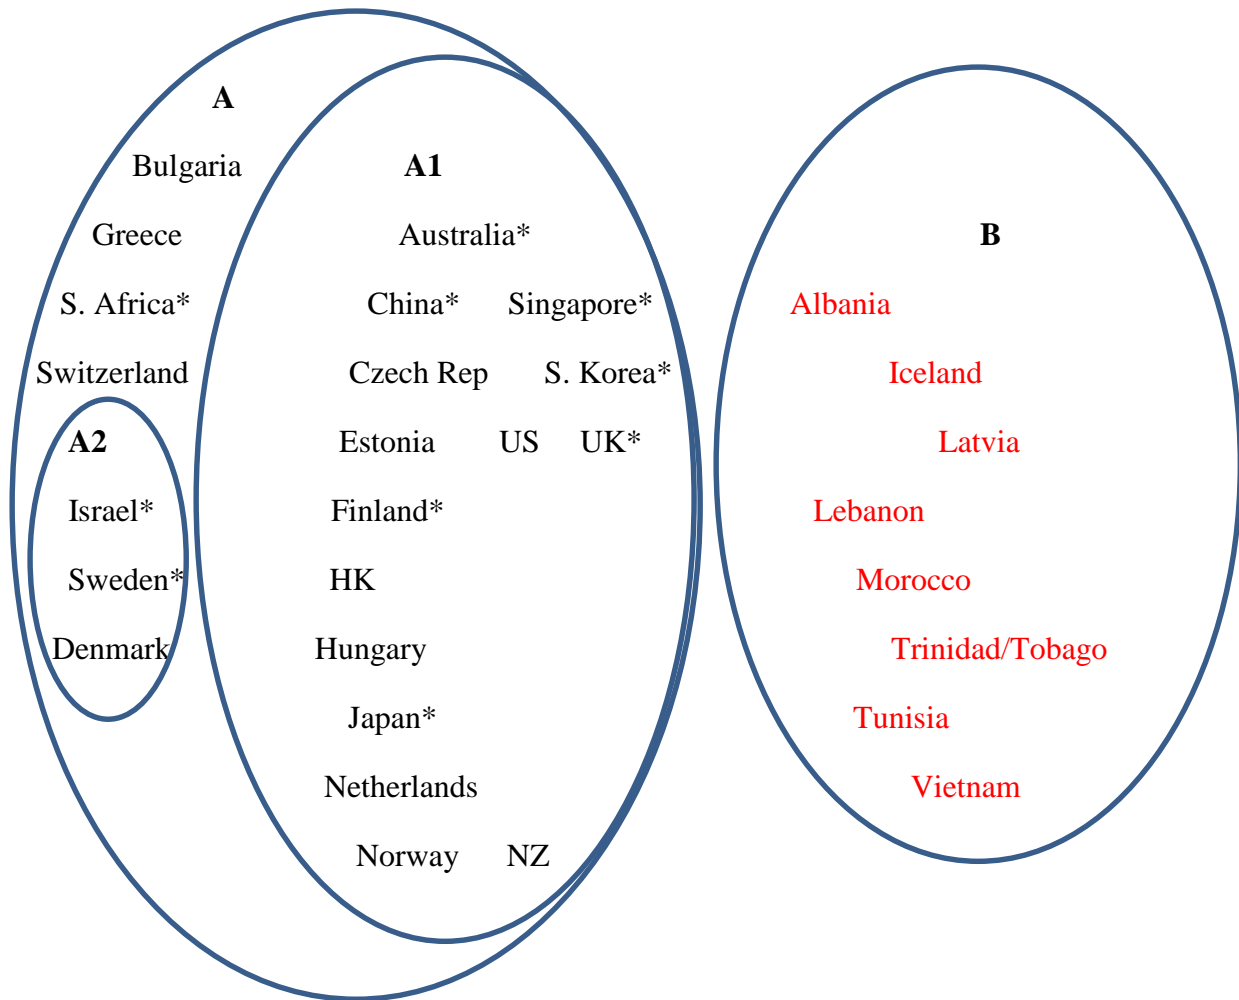 A
Bulgaria
Greece
S. Africa*
Switzerland
A2
Israel*
Sweden*
Denmark
A1
Australia*
China* Singapore*
Czech Rep S. Korea*
Estonia US UK*
Finland*
HK
Hungary
Japan*
Netherlands
Norway NZ
B
Albania
Iceland
Latvia
Lebanon
Morocco
Trinidad/Tobago
Tunisia
Vietnam